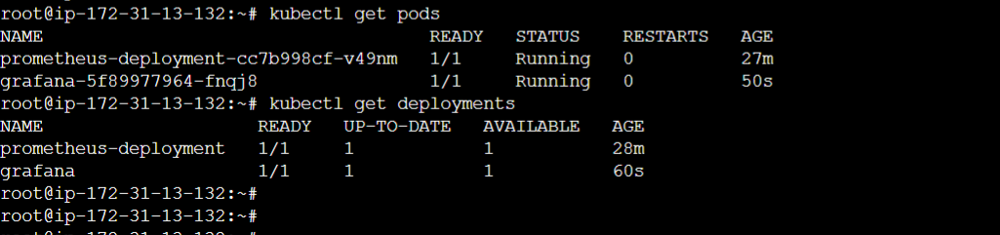 root@ip-172-31-13-132:~# kubectl get pods
NAME READY STATUS RESTARTS AGE
prometheus-deployment-cc7b998cf-v49nm 1/1 Running 0 27m
grafana-5f89977964-fnqj8 1/1 Running 0 50s
root@ip-172-31-13-132:~# kubectl get deployments
NAME READY UP-TO-DATE AVAILABLE AGE
prometheus-deployment 1/1 1 1 28m
grafana 1/1 1 1 60s
root@ip-172-31-13-132:~#
root@ip-172-31-13-132:~#